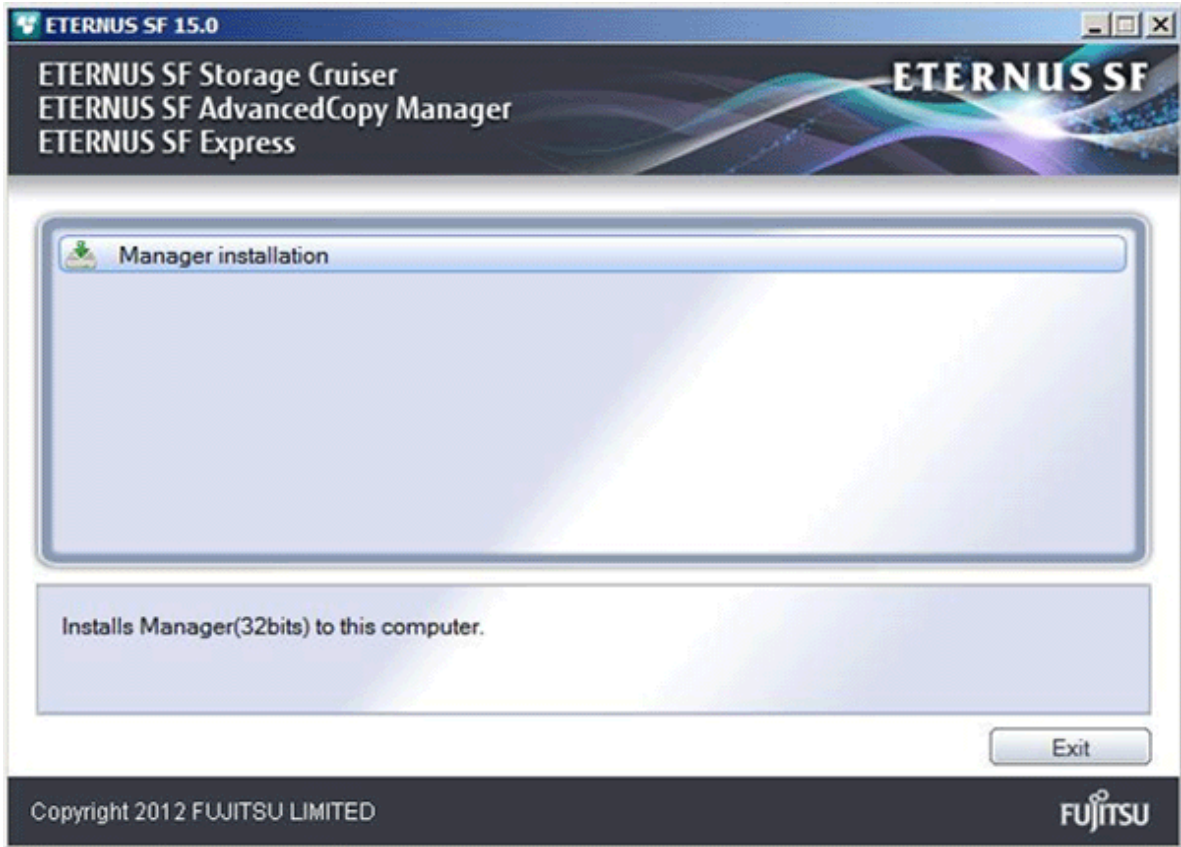 ETERNUS SF 15.0
ETERNUS SF Storage Cruiser
ETERNUS SF AdvancedCopy Manager
ETERNUS SF Express
ETERNUS SF
Manager installation
Installs Manager(32bits) to this computer.
Exit
Copyright 2012 FUJITSU LIMITED
FUJITSU